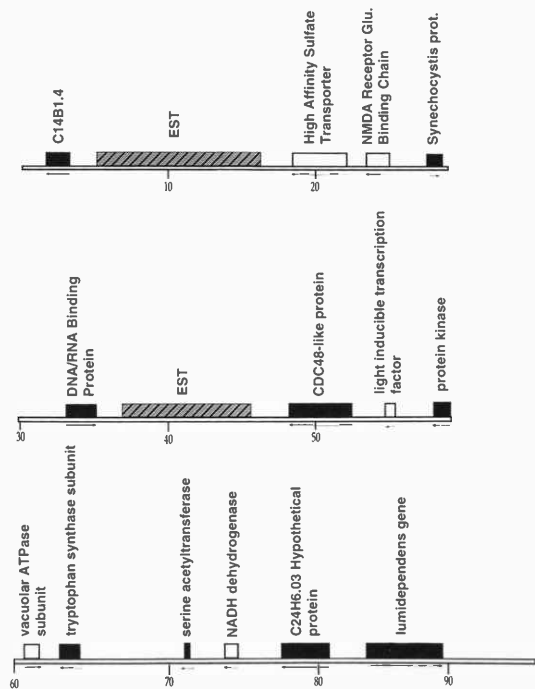 C14B1.4
EST
High Affinity Sulfate
Transporter
NMDA Receptor Glu.
Binding Chain
Synechocystis prot.
10
20
DNA/RNA Binding
Protein
EST
CDC48-like protein
light inducible transcription
factor
protein kinase
30
40
50
vacuolar ATPase
subunit
tryptophan synthase subunit
serine acetyltransferase
NADH dehydrogenase
C24H6.03 Hypothetical
protein
lumidependens gene
60
70
80
90